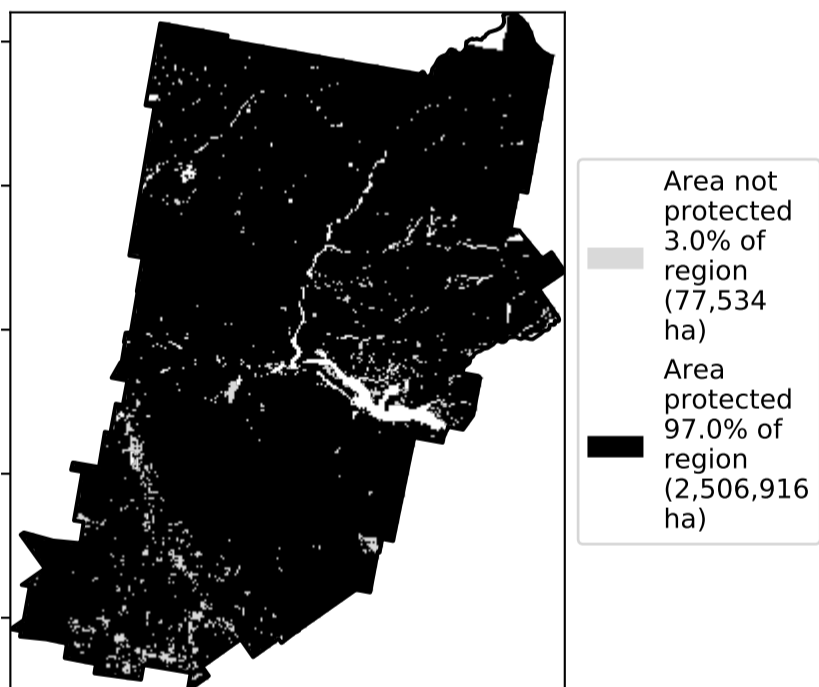 Area not
protected
3.0% of
region
(77,534
ha)
Area
protected
97.0% of
region
(2,506,916
ha)